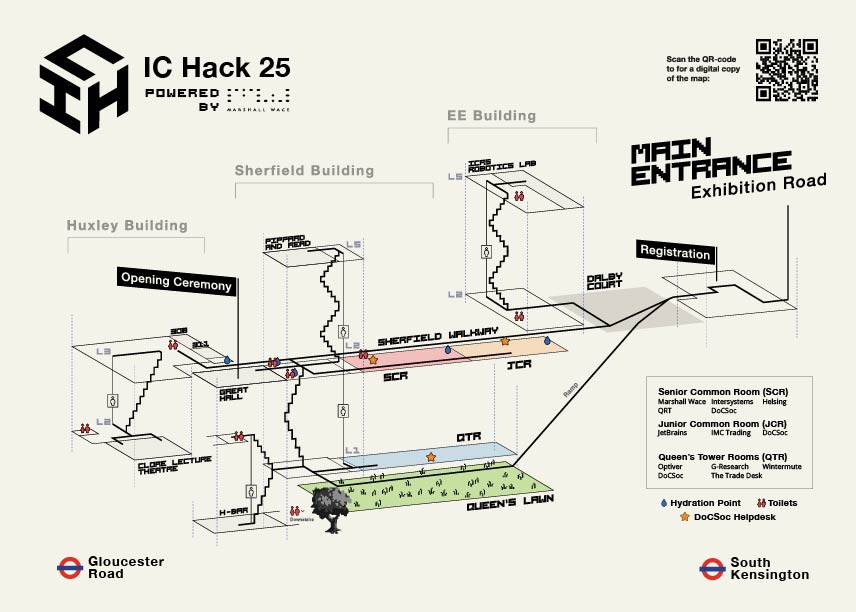 IC Hack 25
POWERED
BY
MARSHALL WACE
Scan the QR-code
to for a digital copy
of the map:
EE Building
MAIN
ENTRANCE
Exhibition Road
Sherfield Building
ICRS
ROBOTICS LAB
L5
Huxley Building
PIPPARD
AND READ
L5
Registration
Opening Ceremony
DALBY
COURT
L2
308
311
SHERFIELD WALKWAY
L3
L2
GREAT
HALL
SCR
JCR
Ramp
L2
QTR
L1
CLORE LECTURE
THEATRE
H-BAR
Downstairs
QUEEN'S LAWN
Senior Common Room (SCR)
Marshall Wace Intersystems Helsing
QRT DoCSoc
Junior Common Room (JCR)
JetBrains IMC Trading DoCSoc
Queen's Tower Rooms (QTR)
Optiver G-Research Wintermute
DoCSoc The Trade Desk
Hydration Point Toilets
DoCSoc Helpdesk
Gloucester
Road
South
Kensington